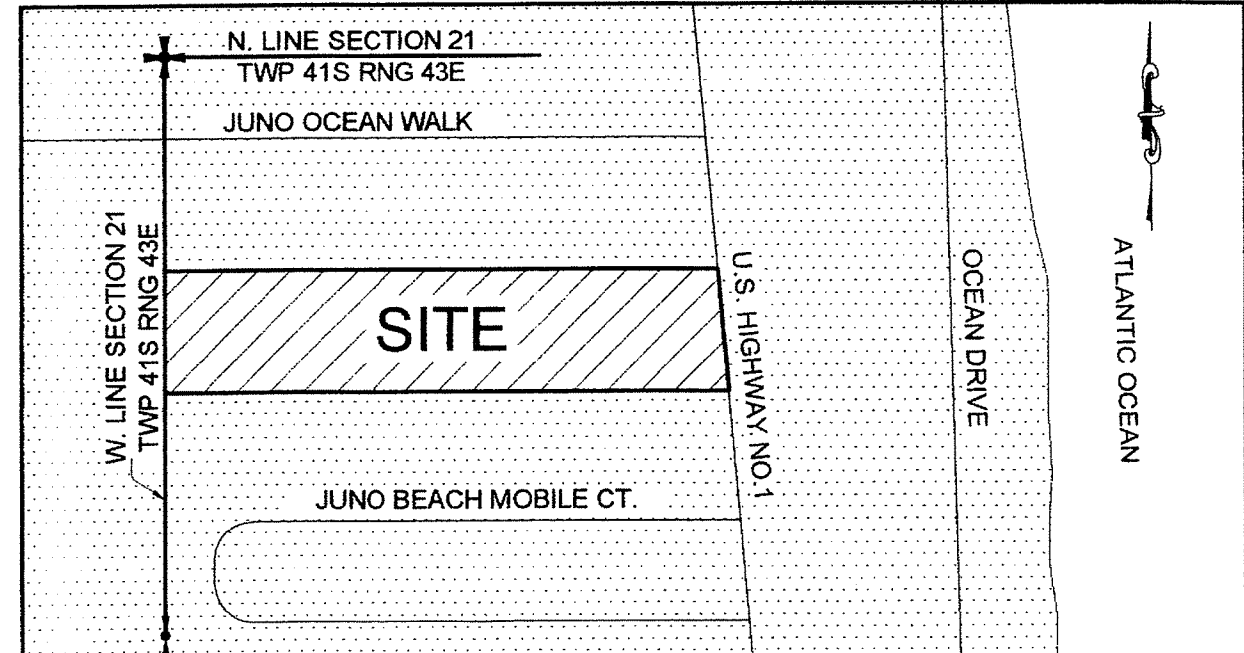 N. LINE SECTION 21
TWP 41S RNG 43E
JUNO OCEAN WALK
W. LINE SECTION 21
TWP 41S RNG 43E
SITE
U.S. HIGHWAY NO.1
OCEAN DRIVE
ATLANTIC OCEAN
JUNO BEACH MOBILE CT.